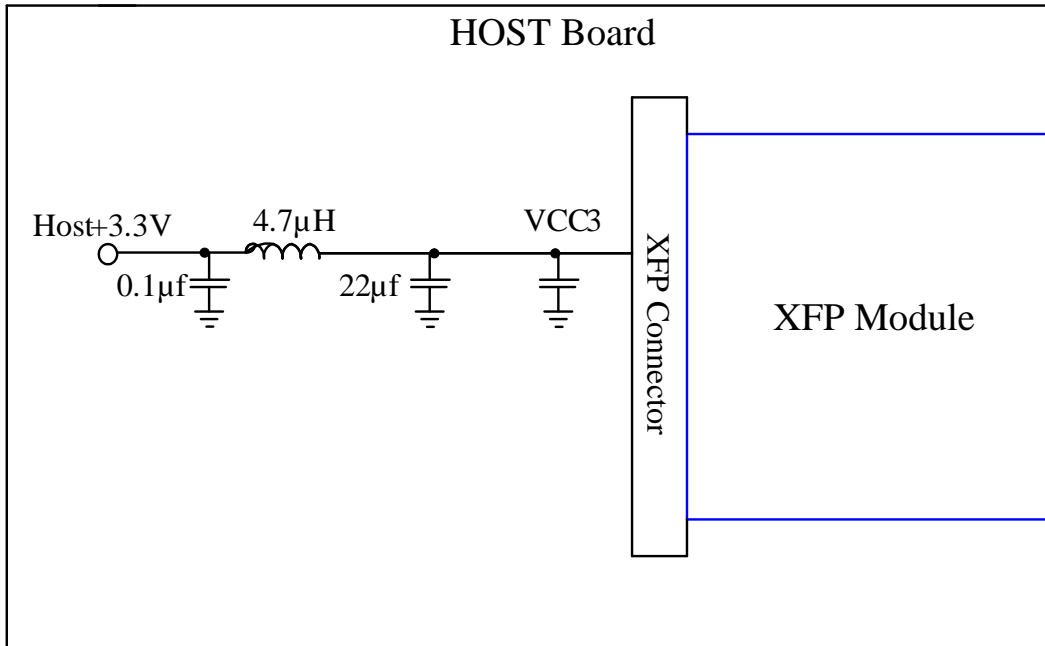 HOST Board
Host+3.3V
4.7µH
VCC3
0.1µf
22µf
XFP Connector
XFP Module